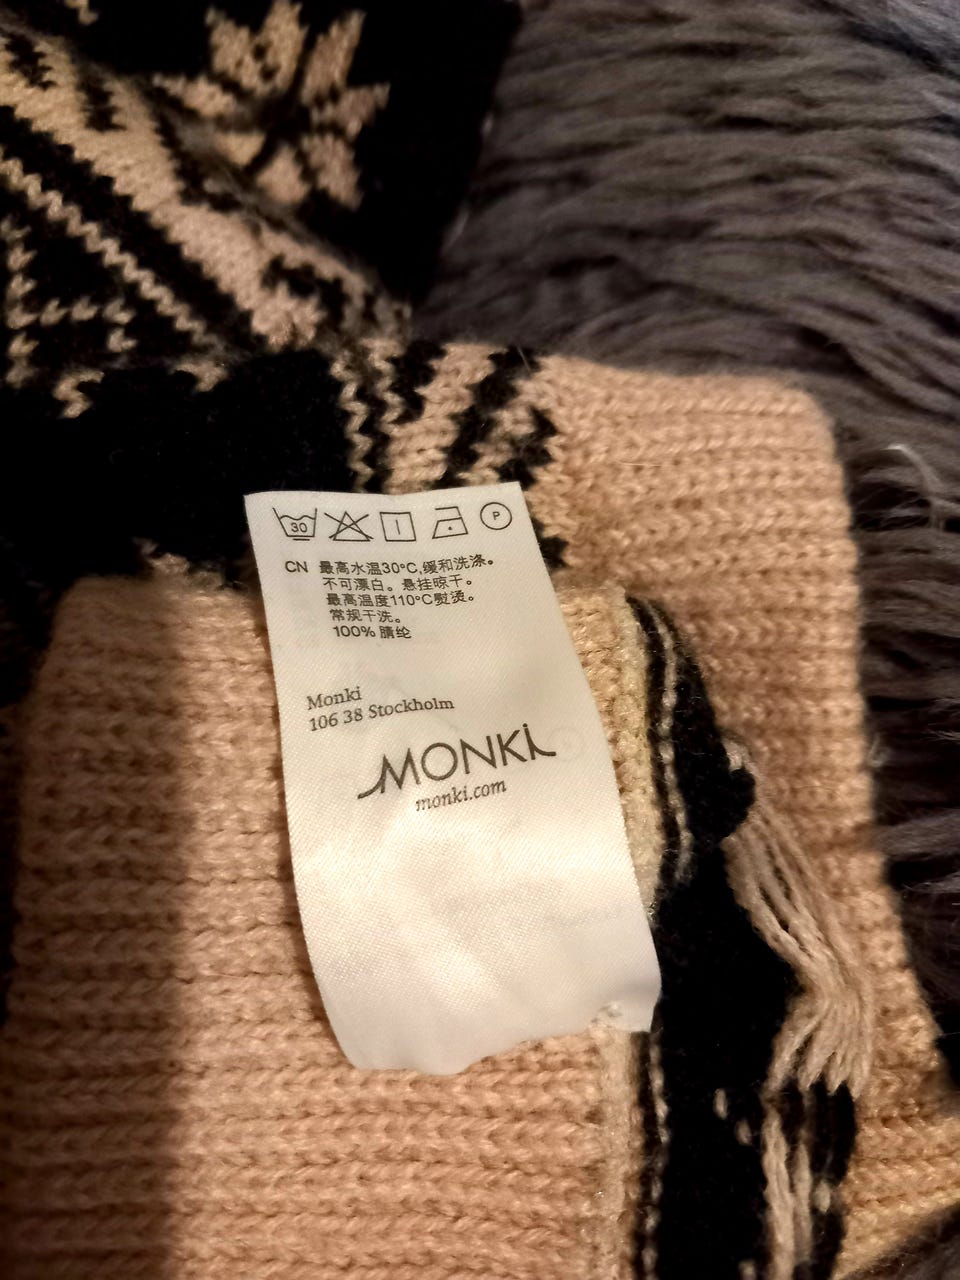 30 P
CN 最高水温30°C,缓和洗涤。
不可漂白。悬挂晾干。
最高温度110°C熨烫。
常规干洗。
100% 腈纶
Monki
106 38 Stockholm
MONKi
monki.com